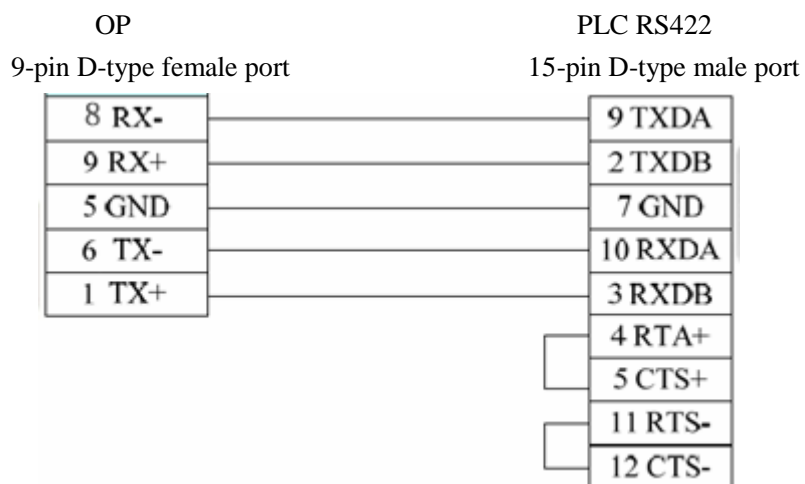 OP PLC RS422
9-pin D-type female port 15-pin D-type male port
8 RX- 9 TXDA
9 RX+ 2 TXDB
5 GND 7 GND
6 TX- 10 RXDA
1 TX+ 3 RXDB
4 RTA+
5 CTS+
11 RTS-
12 CTS-